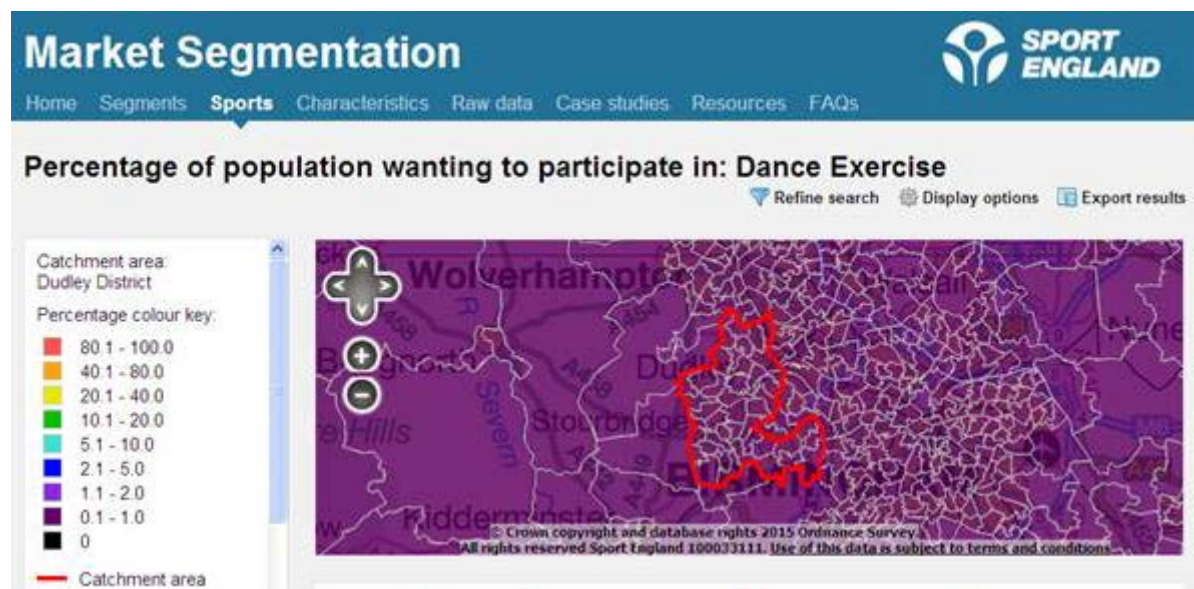 Market Segmentation
SPORT
ENGLAND
Home Segments Sports Characteristics Raw data Case studies Resources FAQs
Percentage of population wanting to participate in: Dance Exercise
Refine search Display options Export results
Catchment area:
Dudley District
Percentage colour key:
80.1 - 100.0
40.1 - 80.0
20.1 - 40.0
10.1 - 20.0
5.1 - 10.0
2.1 - 5.0
1.1 - 2.0
0.1 - 1.0
0
Catchment area
Wolverhampto
A454
A458
Severn
Stourbridge
Hills
A449
Kidderminster
© Crown copyright and database rights 2015 Ordnance Survey.
All rights reserved Sport England 100033111. Use of this data is subject to terms and conditions